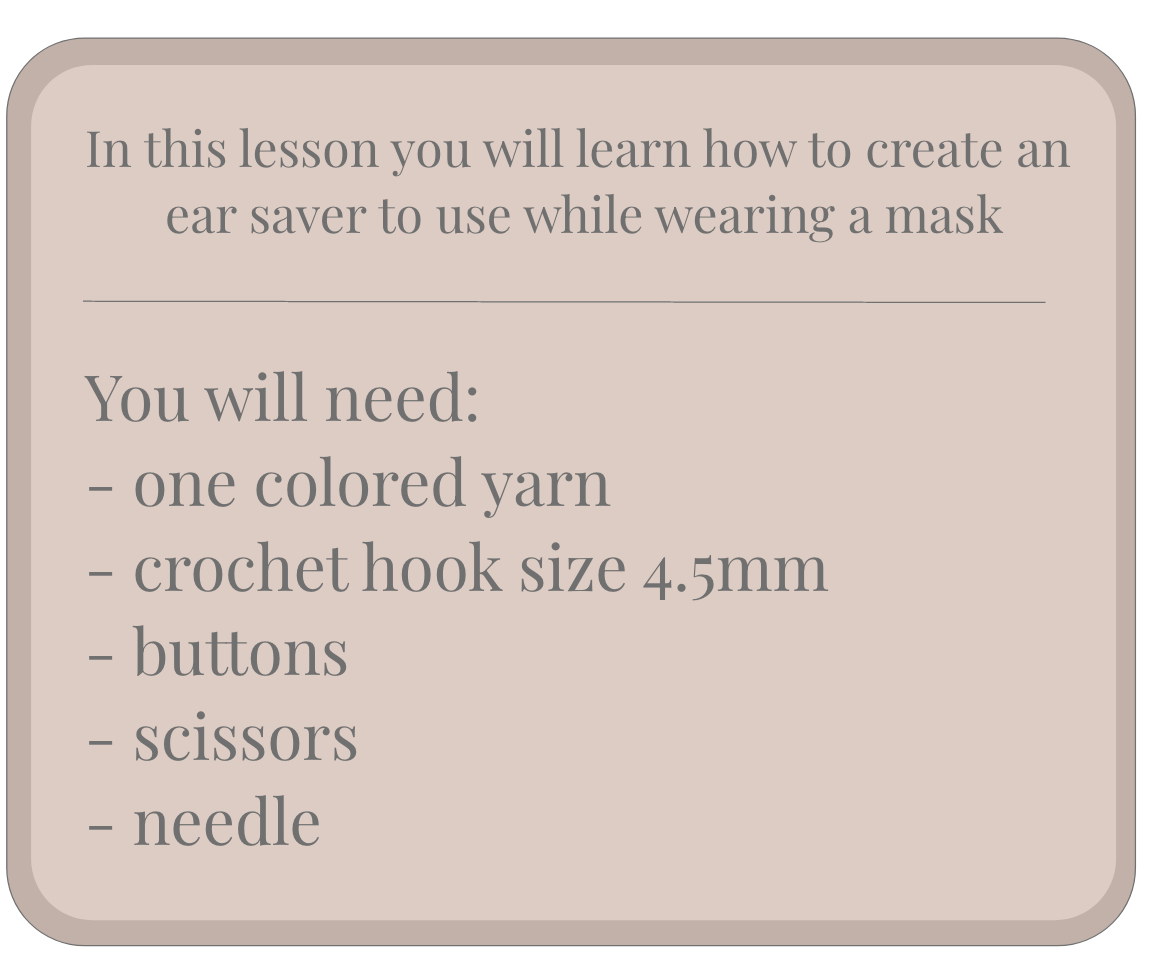 In this lesson you will learn how to create an
ear saver to use while wearing a mask
You will need:
- one colored yarn
- crochet hook size 4.5mm
- buttons
- scissors
- needle